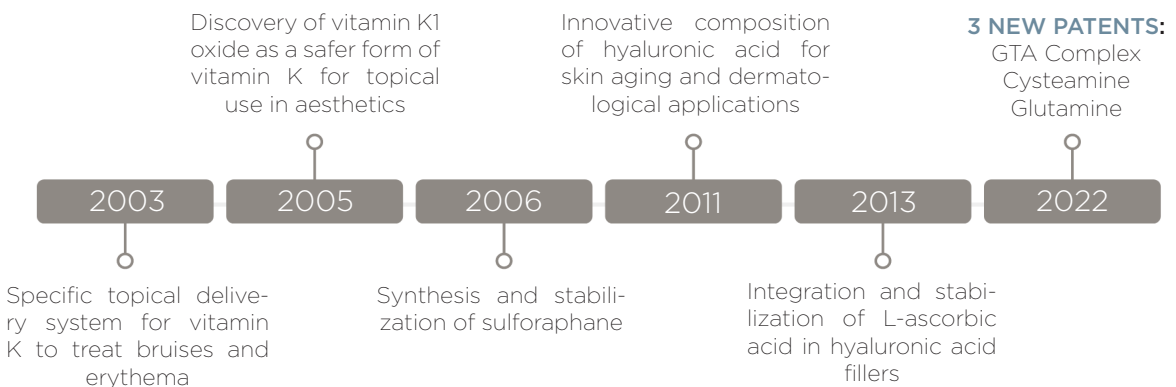 Discovery of vitamin K1
oxide as a safer form of
vitamin K for topical
use in aesthetics
Innovative composition
of hyaluronic acid for
skin aging and dermato-
logical applications
3 NEW PATENTS:
GTA Complex
Cysteamine
Glutamine
2003
2005
2006
2011
2013
2022
Specific topical delive-
ry system for vitamin
K to treat bruises and
erythema
Synthesis and stabili-
zation of sulforaphane
Integration and stabi-
lization of L-ascorbic
acid in hyaluronic acid
fillers